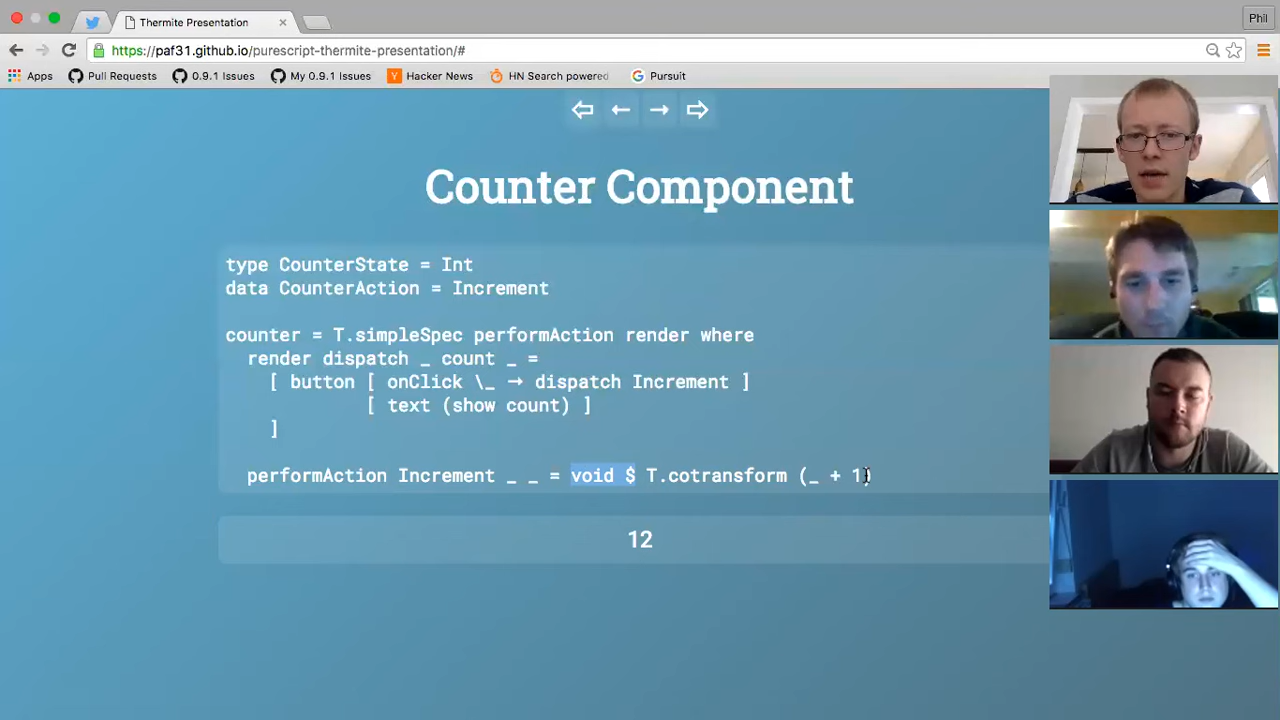 Thermite Presentation
Phil
https://paf31.github.io/purescript-thermite-presentation/#
Apps Pull Requests 0.9.1 Issues My 0.9.1 Issues Hacker News HN Search powered Pursuit
Counter Component
type CounterState = Int
data CounterAction = Increment
counter = T.simpleSpec performAction render where
render dispatch _ count _ =
[ button [ onClick \_ → dispatch Increment ]
[ text (show count) ]
]
performAction Increment _ _ = void $ T.cotransform (_ + 1)
12